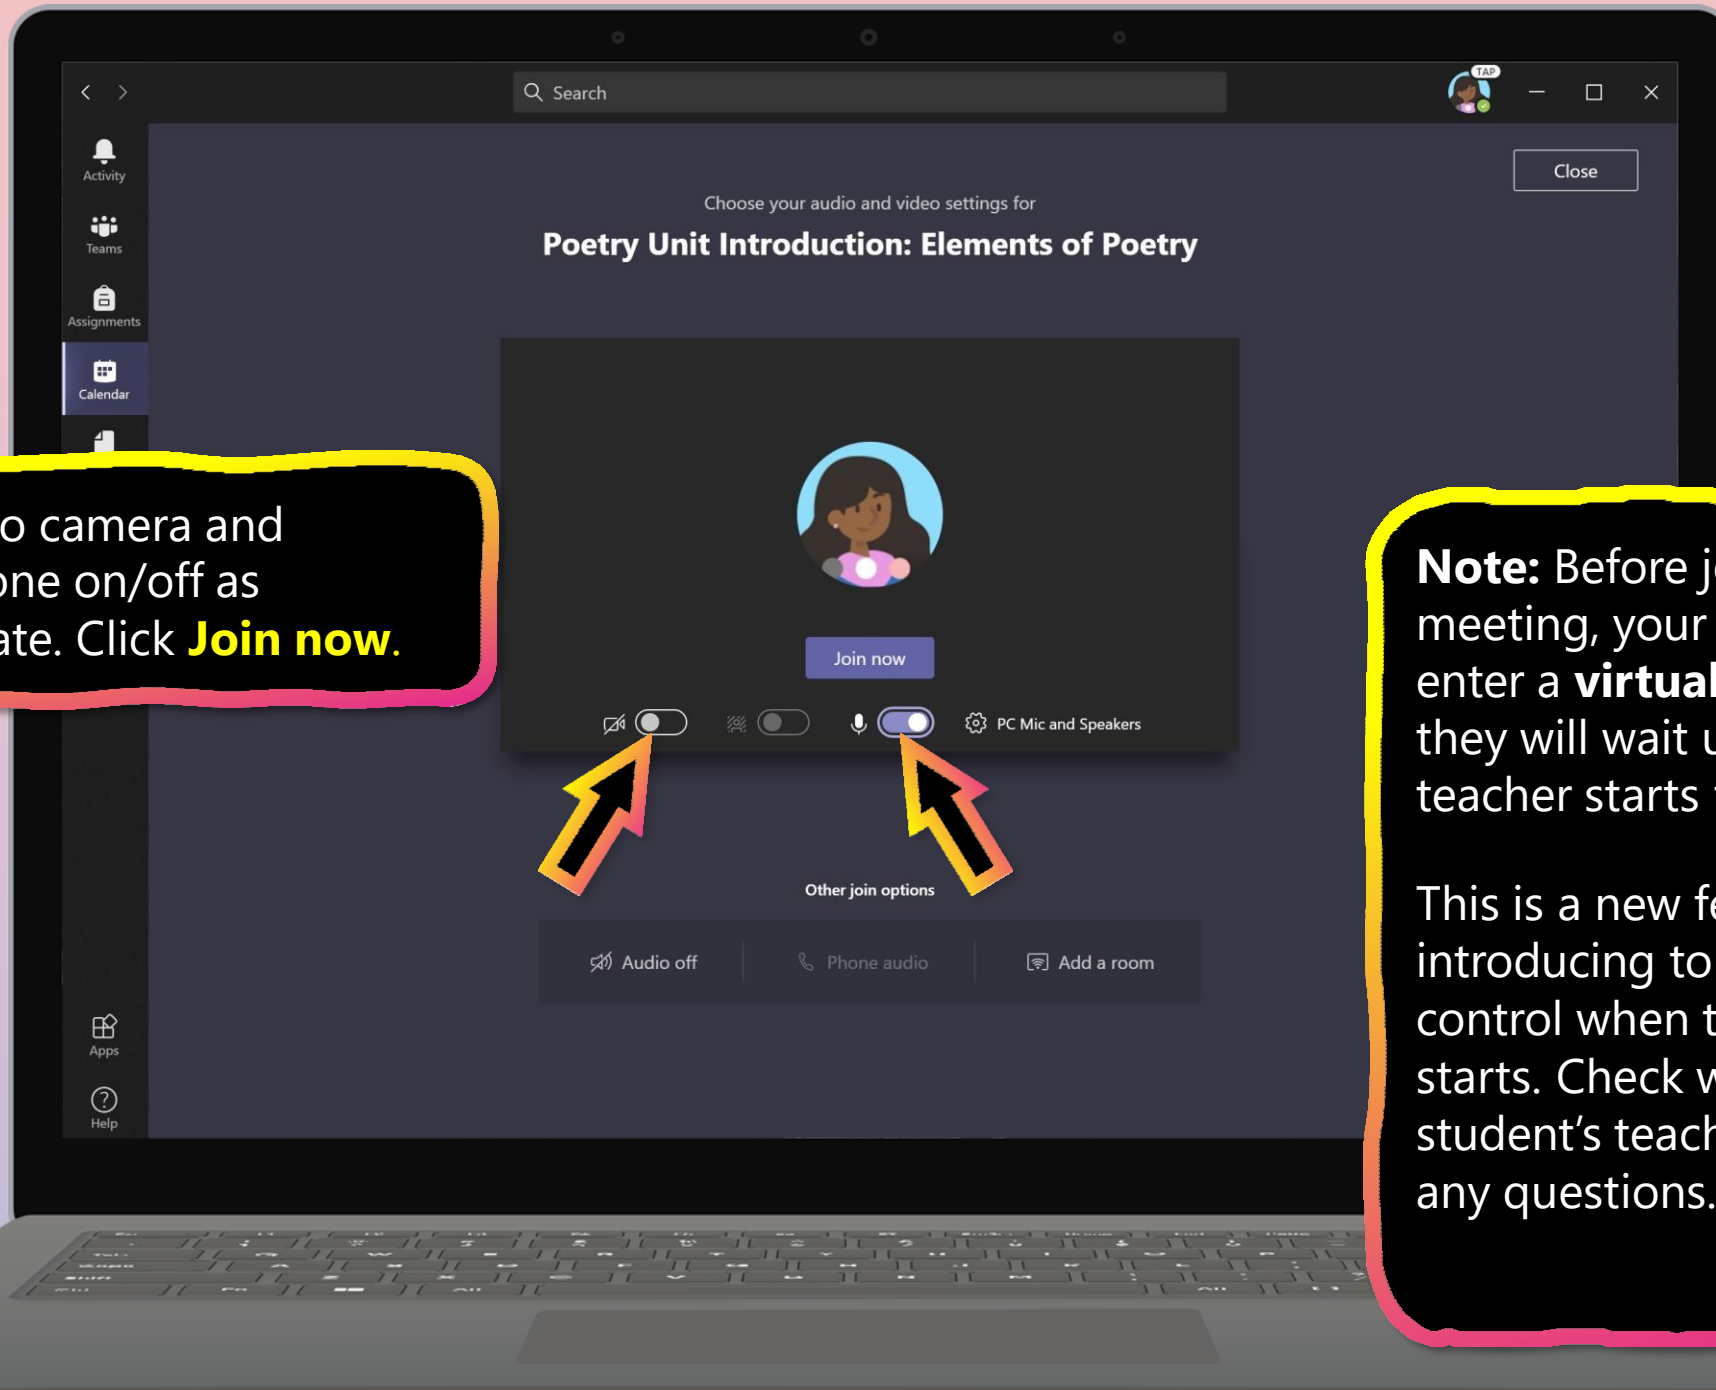 Search
TAP
Activity
Teams
Assignments
Calendar
Apps
Help
Close
Choose your audio and video settings for
Poetry Unit Introduction: Elements of Poetry
Join now
PC Mic and Speakers
Other join options
Audio off
Phone audio
Add a room
o camera and
one on/off as
ate. Click Join now.
Note: Before jo
meeting, your
enter a virtual
they will wait u
teacher starts t
This is a new fe
introducing to
control when t
starts. Check w
student's teach
any questions.